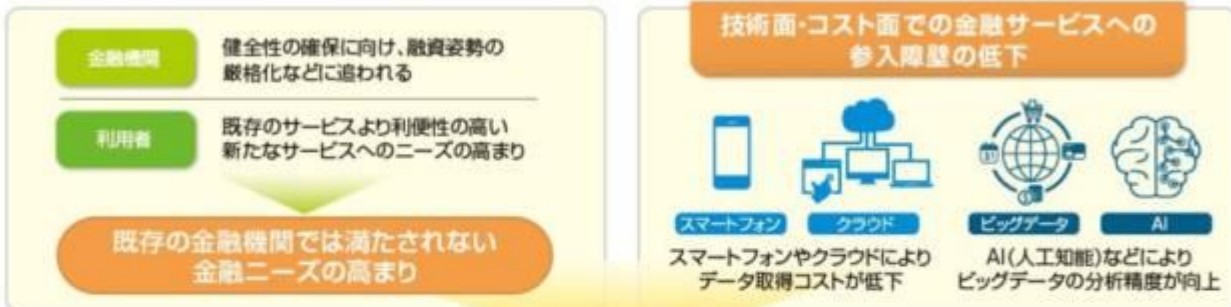 金融機関
健全性の確保に向け、融資姿勢の
厳格化などに追われる
利用者
既存のサービスより利便性の高い
新たなサービスへのニーズの高まり
既存の金融機関では満たされない
金融ニーズの高まり
技術面・コスト面での金融サービスへの
参入障壁の低下
スマートフォン
クラウド
スマートフォンやクラウドにより
データ取得コストが低下
ビッグデータ
AI
AI(人工知能)などにより
ビッグデータの分析精度が向上